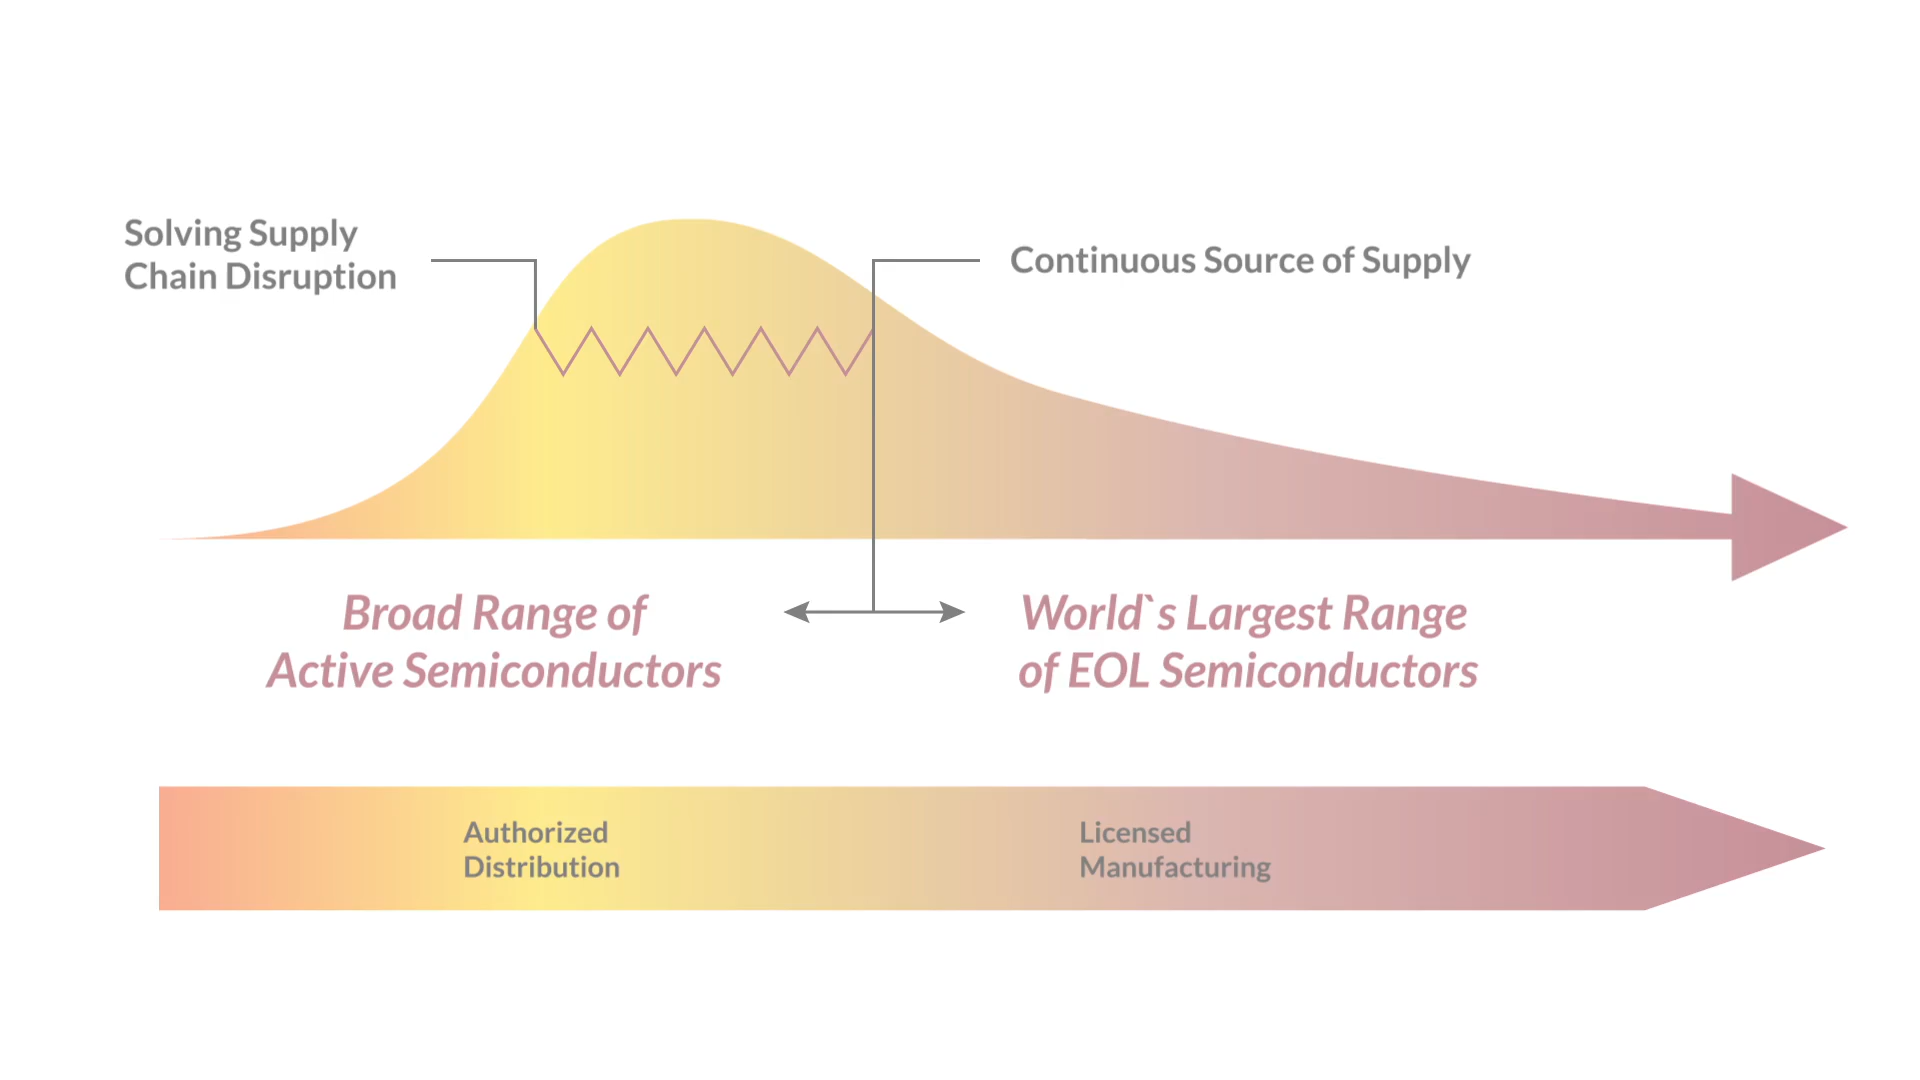 Solving Supply
Chain Disruption
Continuous Source of Supply
Broad Range of
Active Semiconductors
World`s Largest Range
of EOL Semiconductors
Authorized
Distribution
Licensed
Manufacturing